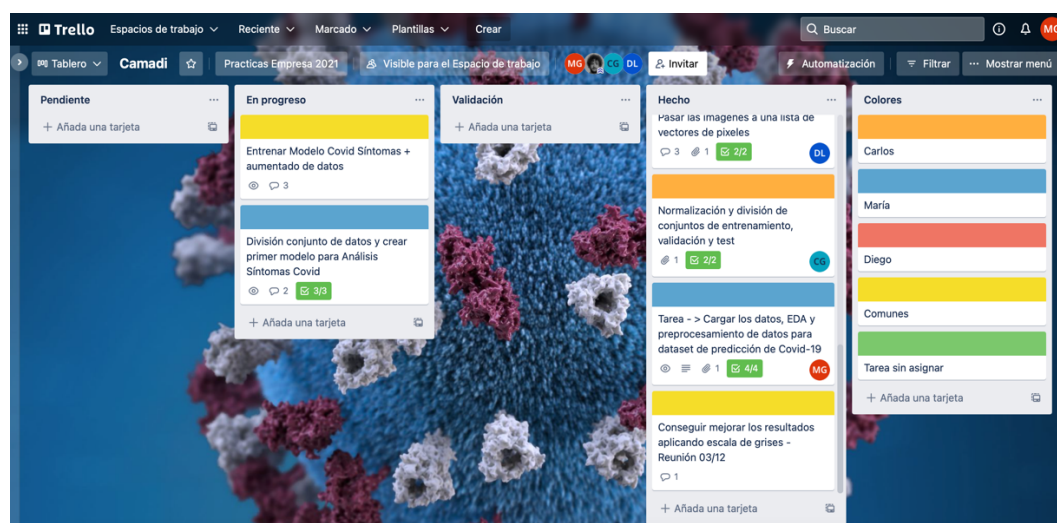 Trello Espacios de trabajo Reciente Marcado Plantillas Crear Buscar MG
Tablero Camadi Practicas Empresa 2021 Visible para el Espacio de trabajo MG CG DL Invitar Automatización Filtrar ... Mostrar menú
Pendiente ...
+ Añada una tarjeta
En progreso ...
Entrenar Modelo Covid Síntomas +
aumentado de datos
3
División conjunto de datos y crear
primer modelo para Análisis
Síntomas Covid
2 3/3
+ Añada una tarjeta
Validación ...
+ Añada una tarjeta
Hecho ...
Pasar las imagenes a una lista de
vectores de pixeles
3 1 2/2 DL
Normalización y división de
conjuntos de entrenamiento,
validación y test
1 2/2 CG
Tarea - > Cargar los datos, EDA y
preprocesamiento de datos para
dataset de predicción de Covid-19
1 4/4 MG
Conseguir mejorar los resultados
aplicando escala de grises -
Reunión 03/12
1
+ Añada una tarjeta
Colores ...
Carlos
María
Diego
Comunes
Tarea sin asignar
+ Añada una tarjeta